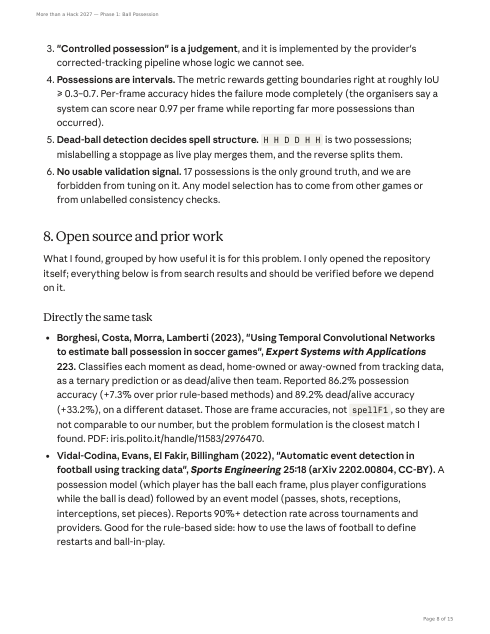 More than a Hack 2027 — Phase 1: Ball Possession
3. "Controlled possession" is a judgement, and it is implemented by the provider's
corrected-tracking pipeline whose logic we cannot see.
4. Possessions are intervals. The metric rewards getting boundaries right at roughly IoU
≥ 0.3–0.7. Per-frame accuracy hides the failure mode completely (the organisers say a
system can score near 0.97 per frame while reporting far more possessions than
occurred).
5. Dead-ball detection decides spell structure. H H D D H H is two possessions;
mislabelling a stoppage as live play merges them, and the reverse splits them.
6. No usable validation signal. 17 possessions is the only ground truth, and we are
forbidden from tuning on it. Any model selection has to come from other games or
from unlabelled consistency checks.
8. Open source and prior work
What I found, grouped by how useful it is for this problem. I only opened the repository
itself; everything below is from search results and should be verified before we depend
on it.
Directly the same task
• Borghesi, Costa, Morra, Lamberti (2023), "Using Temporal Convolutional Networks
to estimate ball possession in soccer games", Expert Systems with Applications
223. Classifies each moment as dead, home-owned or away-owned from tracking data,
as a ternary prediction or as dead/alive then team. Reported 86.2% possession
accuracy (+7.3% over prior rule-based methods) and 89.2% dead/alive accuracy
(+33.2%), on a different dataset. Those are frame accuracies, not spellF1, so they are
not comparable to our number, but the problem formulation is the closest match I
found. PDF: iris.polito.it/handle/11583/2976470.
• Vidal-Codina, Evans, El Fakir, Billingham (2022), "Automatic event detection in
football using tracking data", Sports Engineering 25:18 (arXiv 2202.00804, CC-BY). A
possession model (which player has the ball each frame, plus player configurations
while the ball is dead) followed by an event model (passes, shots, receptions,
interceptions, set pieces). Reports 90%+ detection rate across tournaments and
providers. Good for the rule-based side: how to use the laws of football to define
restarts and ball-in-play.
Page 8 of 15